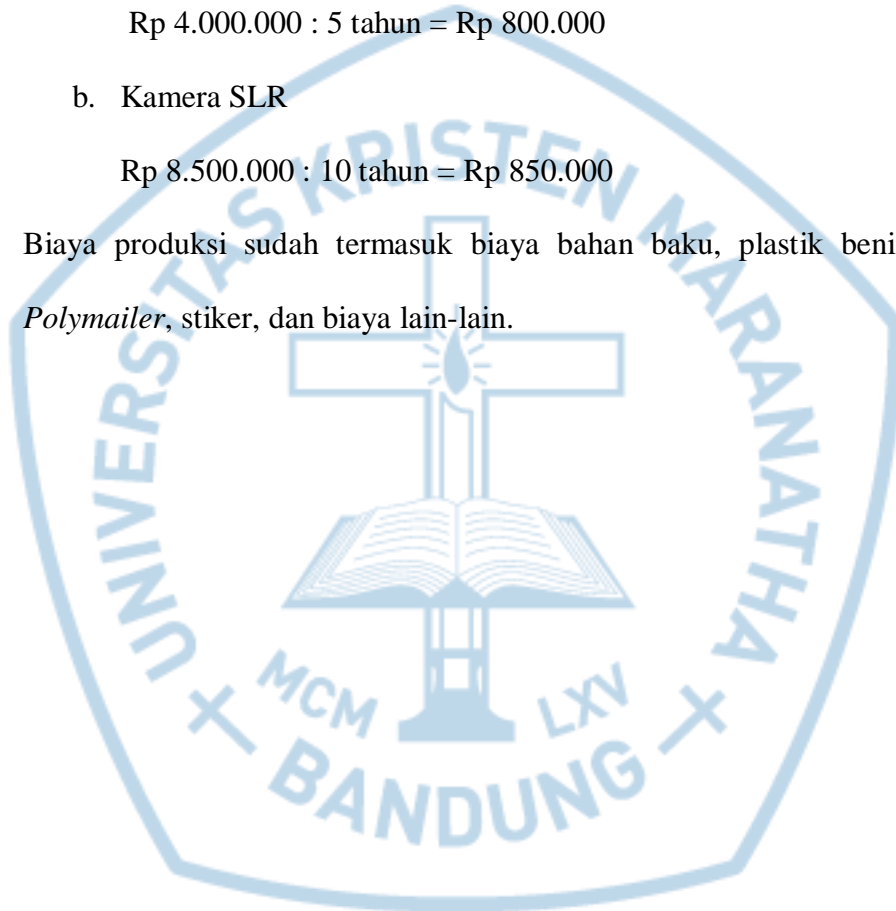 Rp 4.000.000 : 5 tahun = Rp 800.000
b. Kamera SLR
Rp 8.500.000 : 10 tahun = Rp 850.000
Biaya produksi sudah termasuk biaya bahan baku, plastik beni
Polymailer, stiker, dan biaya lain-lain.
UNIVERSITAS KRISTEN MARANATHA
MCM LXV
BANDUNG